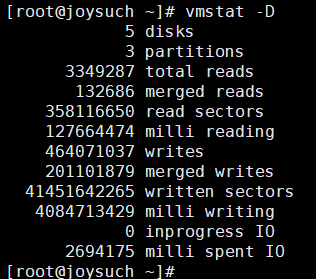 [root@joysuch ~]# vmstat -D
5 disks
3 partitions
3349287 total reads
132686 merged reads
358116650 read sectors
127664474 milli reading
464071037 writes
201101879 merged writes
41451642265 written sectors
4084713429 milli writing
0 inprogress IO
2694175 milli spent IO
[root@joysuch ~]#